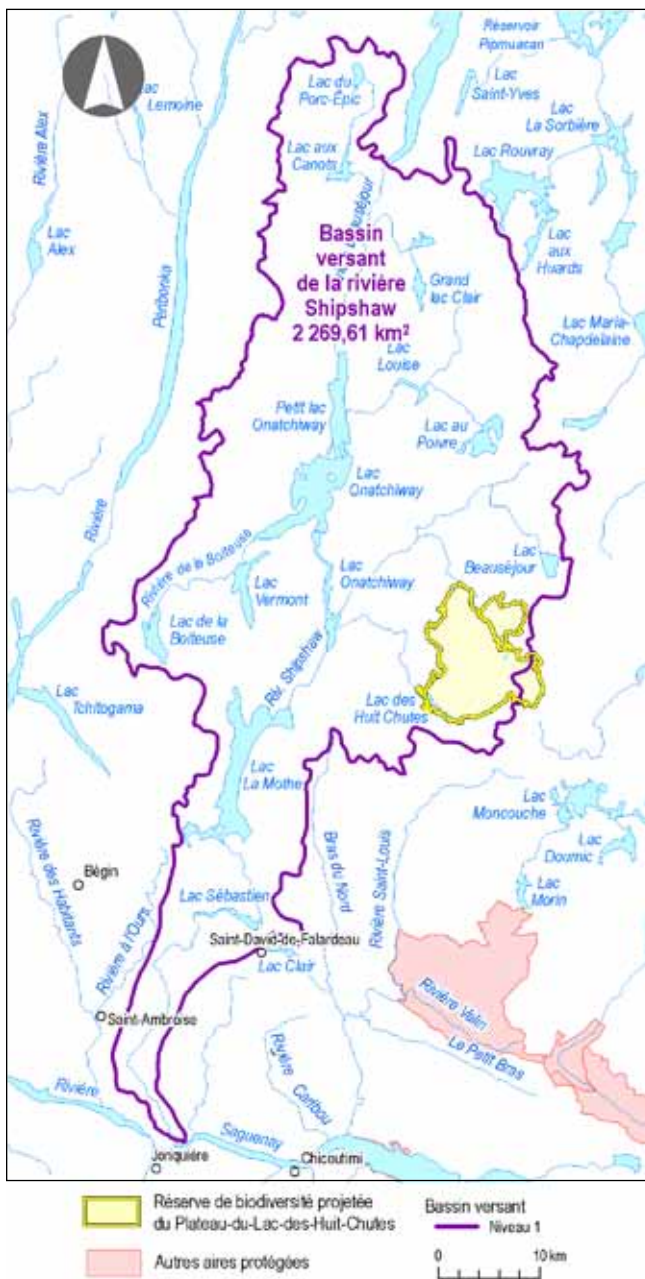 Réservoir
Pipmuacan
Lac du
Porc-Épic
Lac
Lemoine
Lac
Saint-Yves
Lac
La Sorbière
Rivière Alex
Lac aux
Canots
Lac Rouvray
Lac
Alex
Péribonka
Bassin
versant
de la rivière
Shipshaw
2 269,61 km²
Grand
lac Clair
Lac
aux
Huards
Lac Maria-
Chapdelaine
Lac
Louise
Petit lac
Onatchiway
Lac au
Poivre
Lac
Onatchiway
Rivière
Rivière de la Boiteuse
Lac
Beauséjour
Lac
Vermont
Lac
Onatchiway
Lac de la
Boiteuse
Lac
Tchitogama
Riv. Shipshaw
Lac des
Huit Chutes
Lac
La Mothe
Lac
Moncouche
Lac
Doumic
Lac
Morin
Rivière des Habitants
Bégin
Bras du Nord
Rivière Saint-Louis
Lac Sébastien
Rivière à l'Ours
Saint-David-de-Falardeau
Lac Clair
Saint-Ambroise
Rivière Valin
Le Petit Bras
Rivière
Caribou
Rivière
Saguenay
Jonquière
Chicoutimi
Réserve de biodiversité projetée
du Plateau-du-Lac-des-Huit-Chutes
Autres aires protégées
Bassin versant
Niveau 1
0 10 km